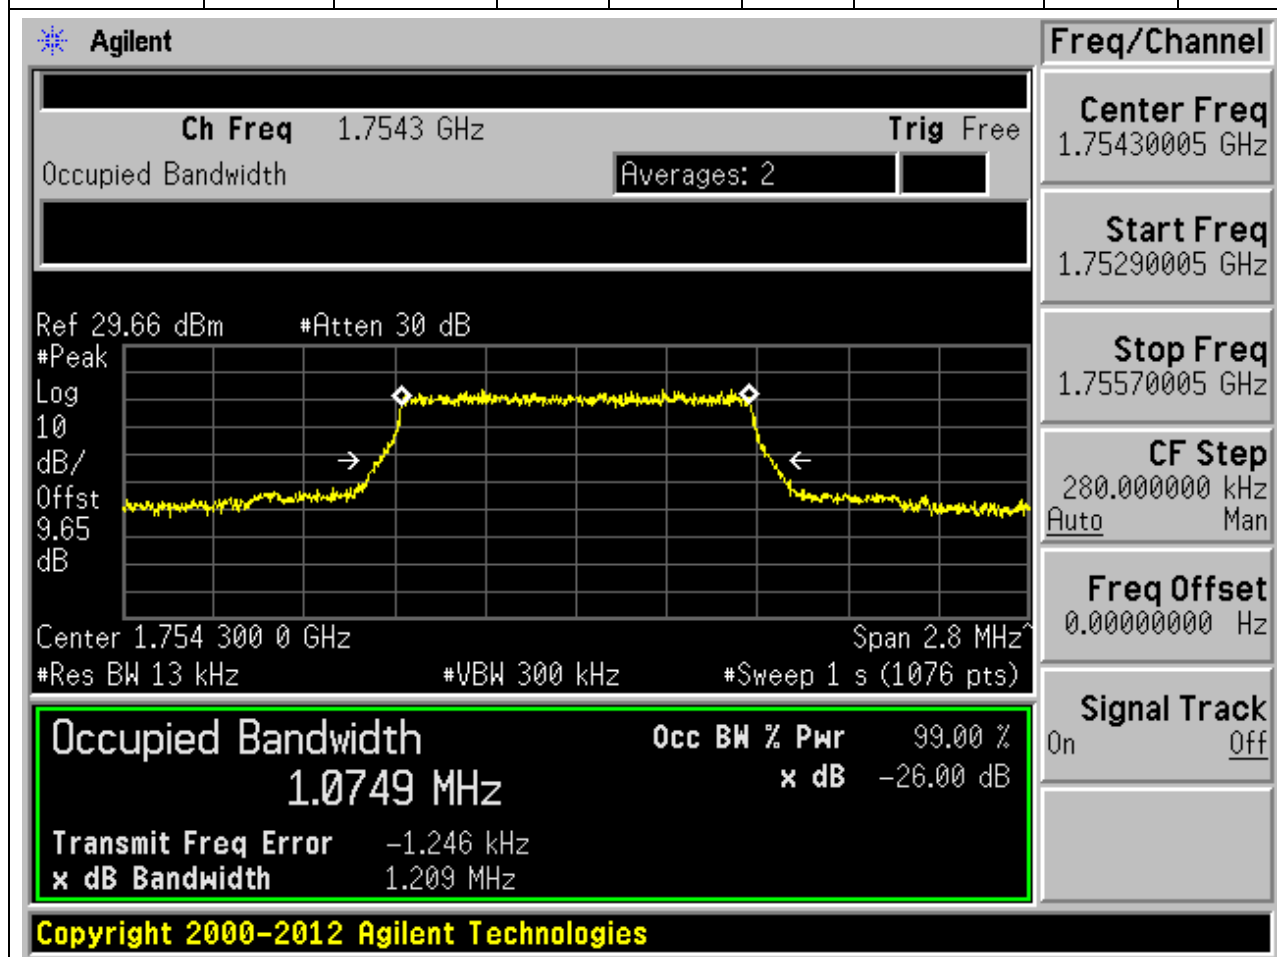 Agilent
Freq/Channel
Ch Freq 1.7543 GHz Trig Free
Occupied Bandwidth Averages: 2
Center Freq
1.75430005 GHz
Start Freq
1.75290005 GHz
Stop Freq
1.75570005 GHz
CF Step
280.000000 kHz
Auto Man
Freq Offset
0.00000000 Hz
Signal Track
On Off
Ref 29.66 dBm #Atten 30 dB
#Peak
Log
10
dB/
Offst
9.65
dB
Center 1.754 300 0 GHz Span 2.8 MHz^
#Res BW 13 kHz #VBW 300 kHz #Sweep 1 s (1076 pts)
Occupied Bandwidth Occ BW % Pwr 99.00 %
1.0749 MHz x dB -26.00 dB
Transmit Freq Error -1.246 kHz
x dB Bandwidth 1.209 MHz
Copyright 2000-2012 Agilent Technologies